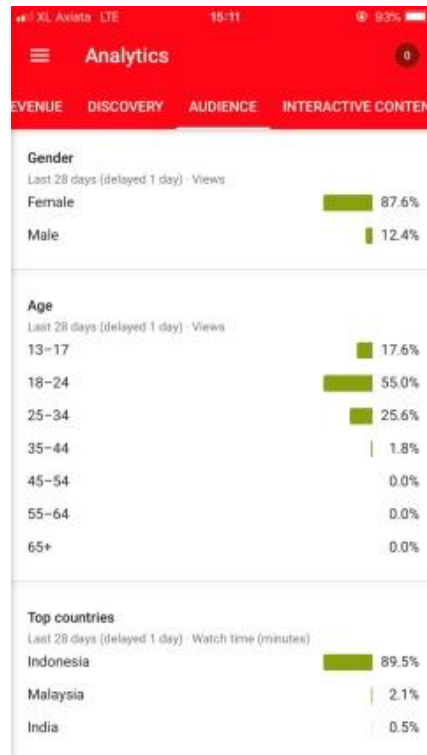 XL Axiata LTE 15:11 93%
Analytics 0
EVENUE DISCOVERY AUDIENCE INTERACTIVE CONTEN
Gender
Last 28 days (delayed 1 day) · Views
Female 87.6%
Male 12.4%
Age
Last 28 days (delayed 1 day) · Views
13–17 17.6%
18–24 55.0%
25–34 25.6%
35–44 1.8%
45–54 0.0%
55–64 0.0%
65+ 0.0%
Top countries
Last 28 days (delayed 1 day) · Watch time (minutes)
Indonesia 89.5%
Malaysia 2.1%
India 0.5%